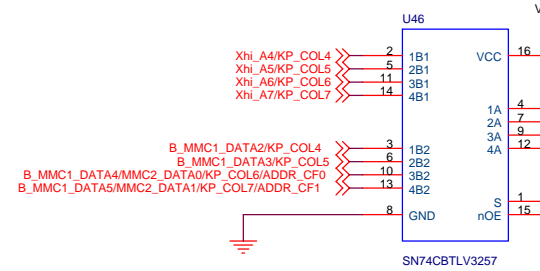 V
U46
Xhi_A4/KP_COL4 2 1B1 VCC 16
Xhi_A5/KP_COL5 5 2B1
Xhi_A6/KP_COL6 11 3B1
Xhi_A7/KP_COL7 14 4B1
1A 4
2A 7
3A 9
4A 12
B_MMC1_DATA2/KP_COL4 3 1B2
B_MMC1_DATA3/KP_COL5 6 2B2
B_MMC1_DATA4/MMC2_DATA0/KP_COL6/ADDR_CF0 10 3B2
B_MMC1_DATA5/MMC2_DATA1/KP_COL7/ADDR_CF1 13 4B2
S 1
8 GND nOE 15
SN74CBTLV3257